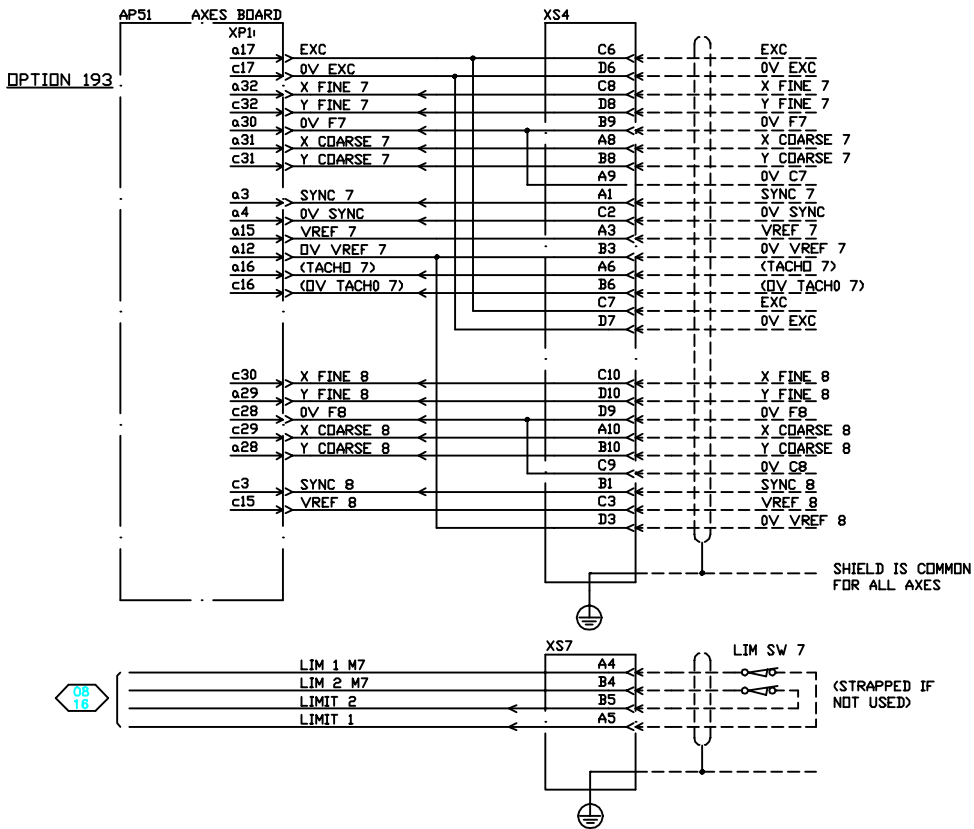 AP51 AXES BOARD XS4
XP1
OPTION 193
a17 EXC C6 EXC
c17 0V EXC D6 0V EXC
a32 X FINE 7 C8 X FINE 7
c32 Y FINE 7 D8 Y FINE 7
a30 0V F7 B9 0V F7
a31 X COARSE 7 A8 X COARSE 7
c31 Y COARSE 7 B8 Y COARSE 7
A9 0V C7
a3 SYNC 7 A1 SYNC 7
a4 0V SYNC C2 0V SYNC
a15 VREF 7 A3 VREF 7
a12 0V VREF 7 B3 0V VREF 7
a16 (TACHO 7) A6 (TACHO 7)
c16 (0V TACHO 7) B6 (0V TACHO 7)
C7 EXC
D7 0V EXC
c30 X FINE 8 C10 X FINE 8
a29 Y FINE 8 D10 Y FINE 8
c28 0V F8 D9 0V F8
c29 X COARSE 8 A10 X COARSE 8
a28 Y COARSE 8 B10 Y COARSE 8
C9 0V C8
c3 SYNC 8 B1 SYNC 8
c15 VREF 8 C3 VREF 8
D3 0V VREF 8
SHIELD IS COMMON
FOR ALL AXES
XS7
LIM SW 7
LIM 1 M7 A4
LIM 2 M7 B4
LIMIT 2 B5
LIMIT 1 A5
08
16
(STRAPPED IF
NOT USED)